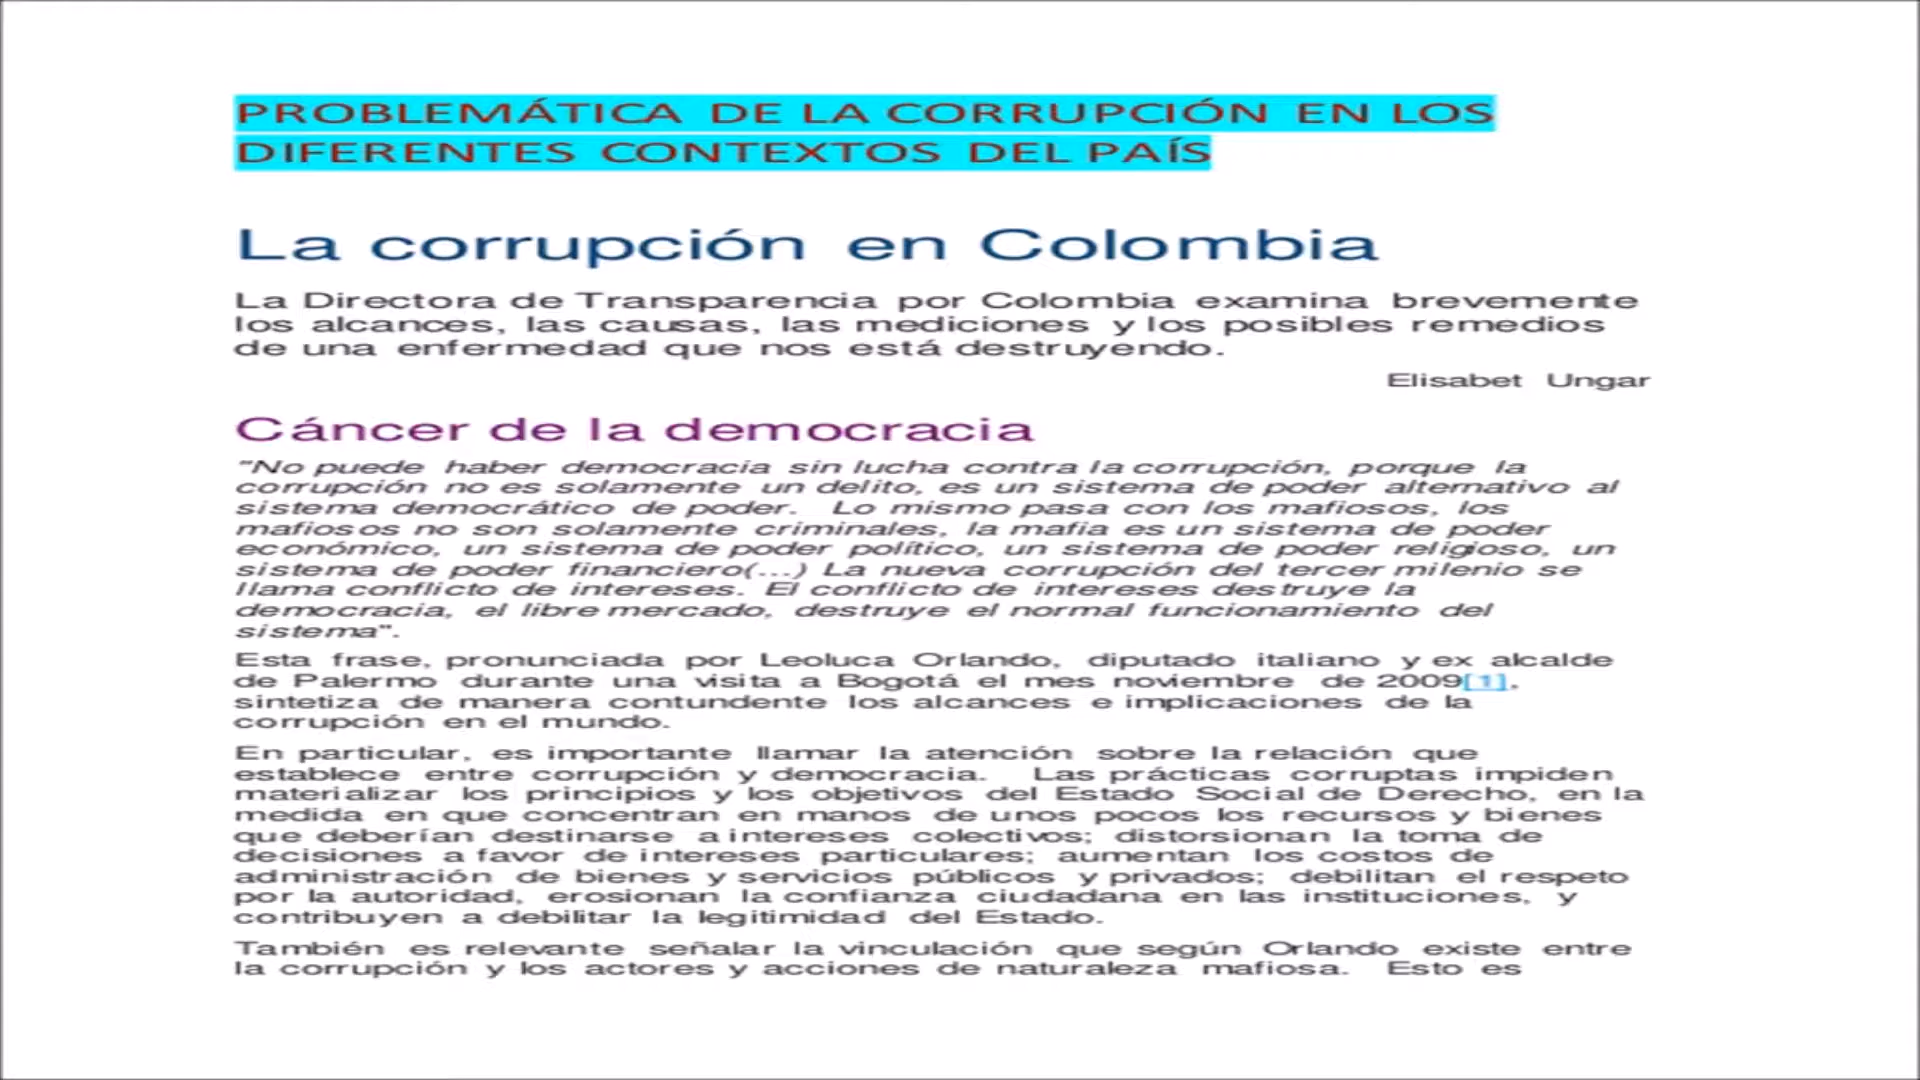 PROBLEMÁTICA DE LA CORRUPCIÓN EN LOS
DIFERENTES CONTEXTOS DEL PAÍS
La corrupción en Colombia
La Directora de Transparencia por Colombia examina brevemente
los alcances, las causas, las mediciones y los posibles remedios
de una enfermedad que nos está destruyendo.
Elisabet Ungar
Cáncer de la democracia
"No puede haber democracia sin lucha contra la corrupción, porque la
corrupción no es solamente un delito, es un sistema de poder alternativo al
sistema democrático de poder. Lo mismo pasa con los mafiosos, los
mafiosos no son solamente criminales, la mafia es un sistema de poder
económico, un sistema de poder político, un sistema de poder religioso, un
sistema de poder financiero(...) La nueva corrupción del tercer milenio se
llama conflicto de intereses. El conflicto de intereses destruye la
democracia, el libre mercado, destruye el normal funcionamiento del
sistema".
Esta frase, pronunciada por Leoluca Orlando, diputado italiano y ex alcalde
de Palermo durante una visita a Bogotá el mes noviembre de 2009[1],
sintetiza de manera contundente los alcances e implicaciones de la
corrupción en el mundo.
En particular, es importante llamar la atención sobre la relación que
establece entre corrupción y democracia. Las prácticas corruptas impiden
materializar los principios y los objetivos del Estado Social de Derecho, en la
medida en que concentran en manos de unos pocos los recursos y bienes
que deberían destinarse a intereses colectivos; distorsionan la toma de
decisiones a favor de intereses particulares; aumentan los costos de
administración de bienes y servicios públicos y privados; debilitan el respeto
por la autoridad, erosionan la confianza ciudadana en las instituciones, y
contribuyen a debilitar la legitimidad del Estado.
También es relevante señalar la vinculación que según Orlando existe entre
la corrupción y los actores y acciones de naturaleza mafiosa. Esto es